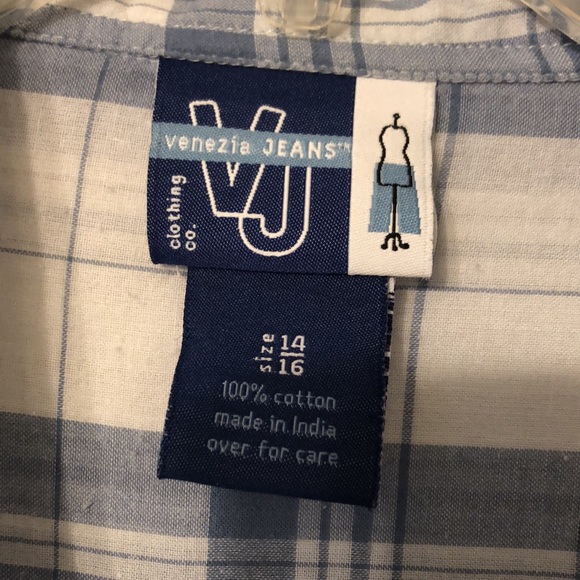 VJ
venezia JEANS™
clothing
co.
size 14
16
100% cotton
made in India
over for care